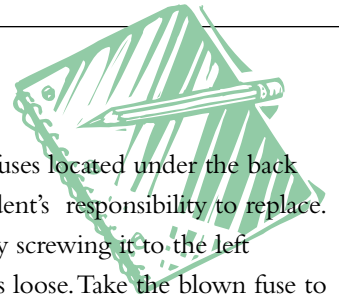 uses located under the back
dent’s responsibility to replace.
y screwing it to the left
s loose. Take the blown fuse to